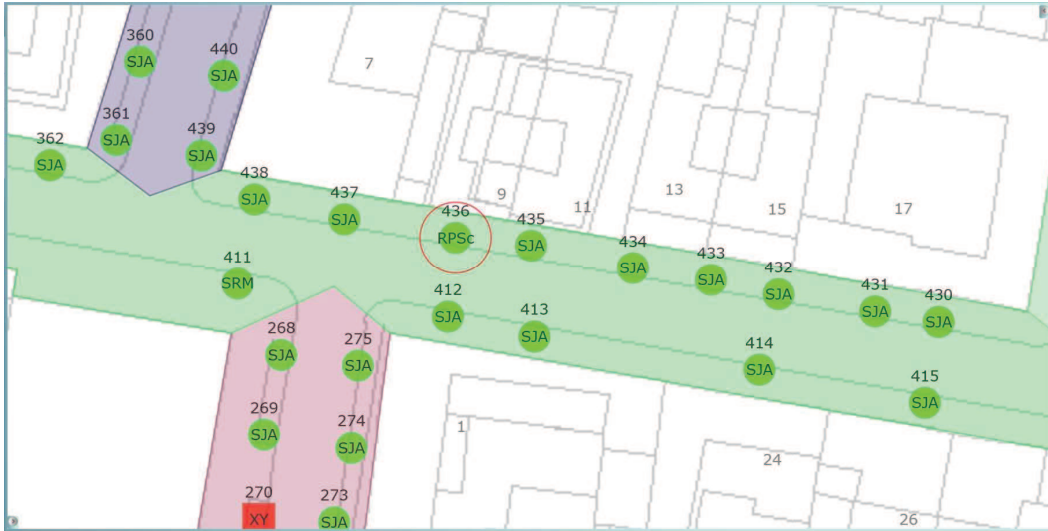 360
SJA
440
SJA
7
361
SJA
439
SJA
362
SJA
438
SJA
437
SJA
436
RPSc
435
SJA
9
11
13
15
17
434
SJA
433
SJA
432
SJA
431
SJA
430
SJA
411
SRM
412
SJA
413
SJA
414
SJA
415
SJA
268
SJA
275
SJA
269
SJA
274
SJA
270
XY
273
SJA
1
24
26